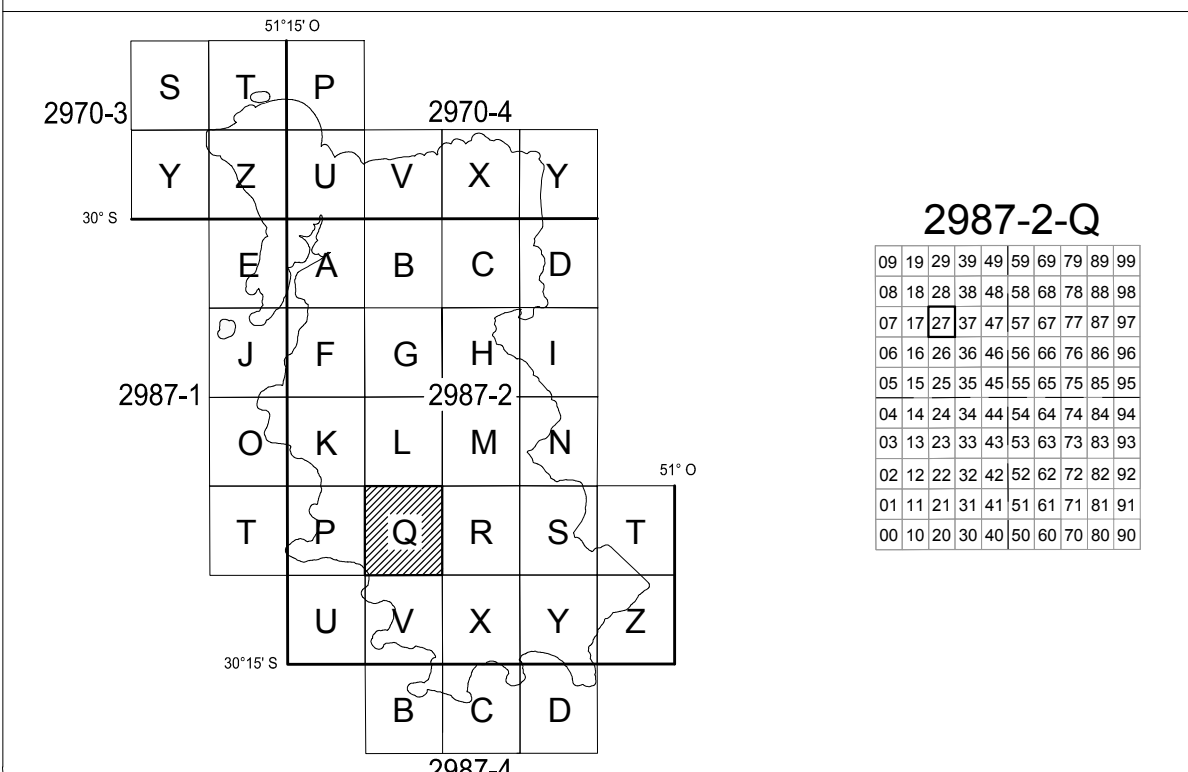 51°15' O
S T P
2970-3 2970-4
Y Z U V X Y
30° S
E A B C D
J F G H I
2987-1 2987-2
O K L M N
51° O
T P Q R S T
U V X Y Z
30°15' S
B C D
2987-4
2987-2-Q
09 19 29 39 49 59 69 79 89 99
08 18 28 38 48 58 68 78 88 98
07 17 27 37 47 57 67 77 87 97
06 16 26 36 46 56 66 76 86 96
05 15 25 35 45 55 65 75 85 95
04 14 24 34 44 54 64 74 84 94
03 13 23 33 43 53 63 73 83 93
02 12 22 32 42 52 62 72 82 92
01 11 21 31 41 51 61 71 81 91
00 10 20 30 40 50 60 70 80 90